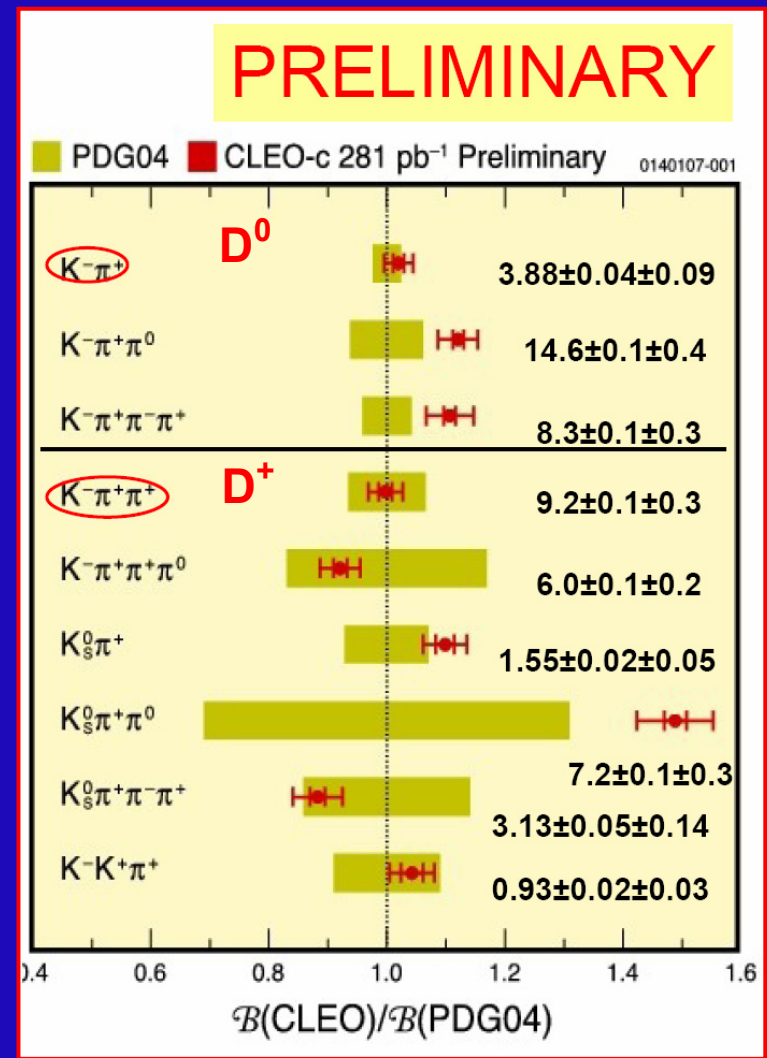 PRELIMINARY
PDG04 CLEO-c 281 pb⁻¹ Preliminary 0140107-001
D⁰
K⁻π⁺ 3.88±0.04±0.09
K⁻π⁺π⁰ 14.6±0.1±0.4
K⁻π⁺π⁻π⁺ 8.3±0.1±0.3
D⁺
K⁻π⁺π⁺ 9.2±0.1±0.3
K⁻π⁺π⁺π⁰ 6.0±0.1±0.2
K⁰Sπ⁺ 1.55±0.02±0.05
K⁰Sπ⁺π⁰ 7.2±0.1±0.3
K⁰Sπ⁺π⁻π⁺ 3.13±0.05±0.14
K⁻K⁺π⁺ 0.93±0.02±0.03
0.4 0.6 0.8 1.0 1.2 1.4 1.6
ℬ(CLEO)/ℬ(PDG04)